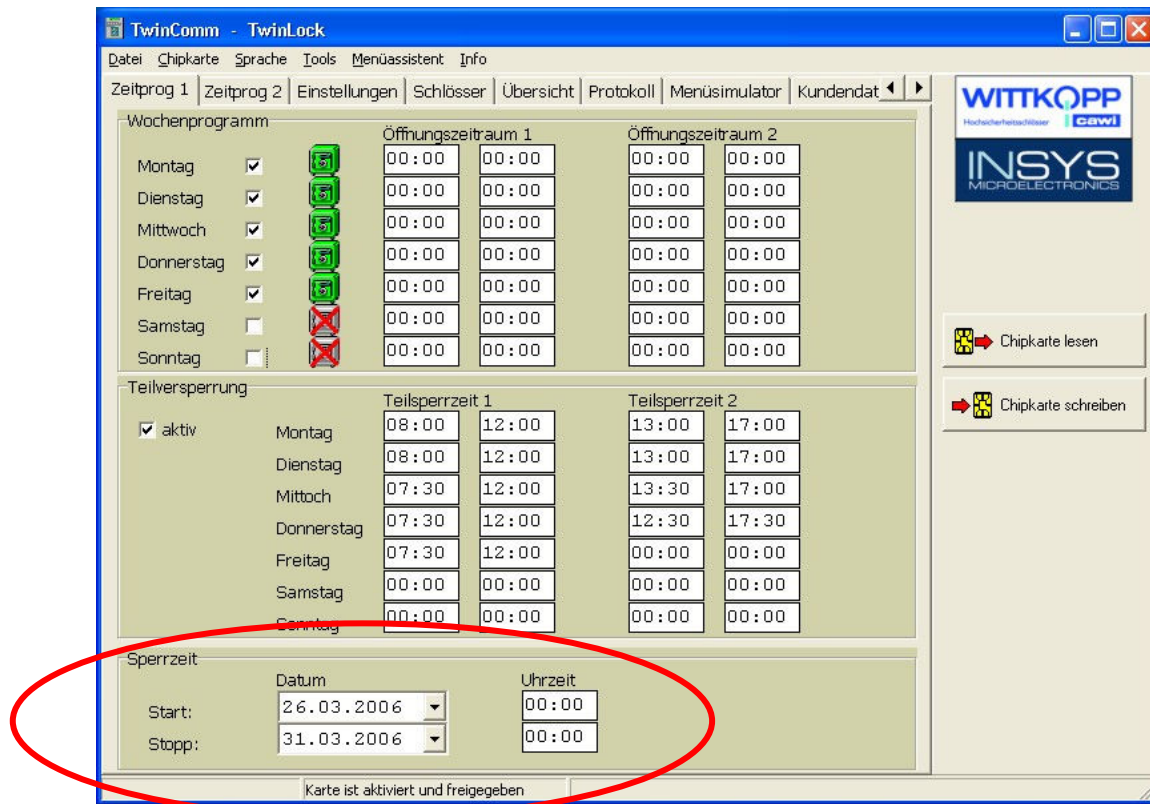 TwinComm - TwinLock
Datei Chipkarte Sprache Tools Menüassistent Info
Zeitprog 1 Zeitprog 2 Einstellungen Schlösser Übersicht Protokoll Menüsimulator Kundendat
WITTKOPP
Hochsicherheitsschlösser cawi
INSYS
MICROELECTRONICS
Wochenprogramm
Öffnungszeitraum 1 Öffnungszeitraum 2
Montag 00:00 00:00 00:00 00:00
Dienstag 00:00 00:00 00:00 00:00
Mittwoch 00:00 00:00 00:00 00:00
Donnerstag 00:00 00:00 00:00 00:00
Freitag 00:00 00:00 00:00 00:00
Samstag 00:00 00:00 00:00 00:00
Sonntag 00:00 00:00 00:00 00:00
Chipkarte lesen
Chipkarte schreiben
Teilversperrung
Teilsperrzeit 1 Teilsperrzeit 2
aktiv Montag 08:00 12:00 13:00 17:00
Dienstag 08:00 12:00 13:00 17:00
Mittoch 07:30 12:00 13:30 17:00
Donnerstag 07:30 12:00 12:30 17:30
Freitag 07:30 12:00 00:00 00:00
Samstag 00:00 00:00 00:00 00:00
Sonntag 00:00 00:00 00:00 00:00
Sperrzeit
Datum Uhrzeit
Start: 26.03.2006 00:00
Stopp: 31.03.2006 00:00
Karte ist aktiviert und freigegeben